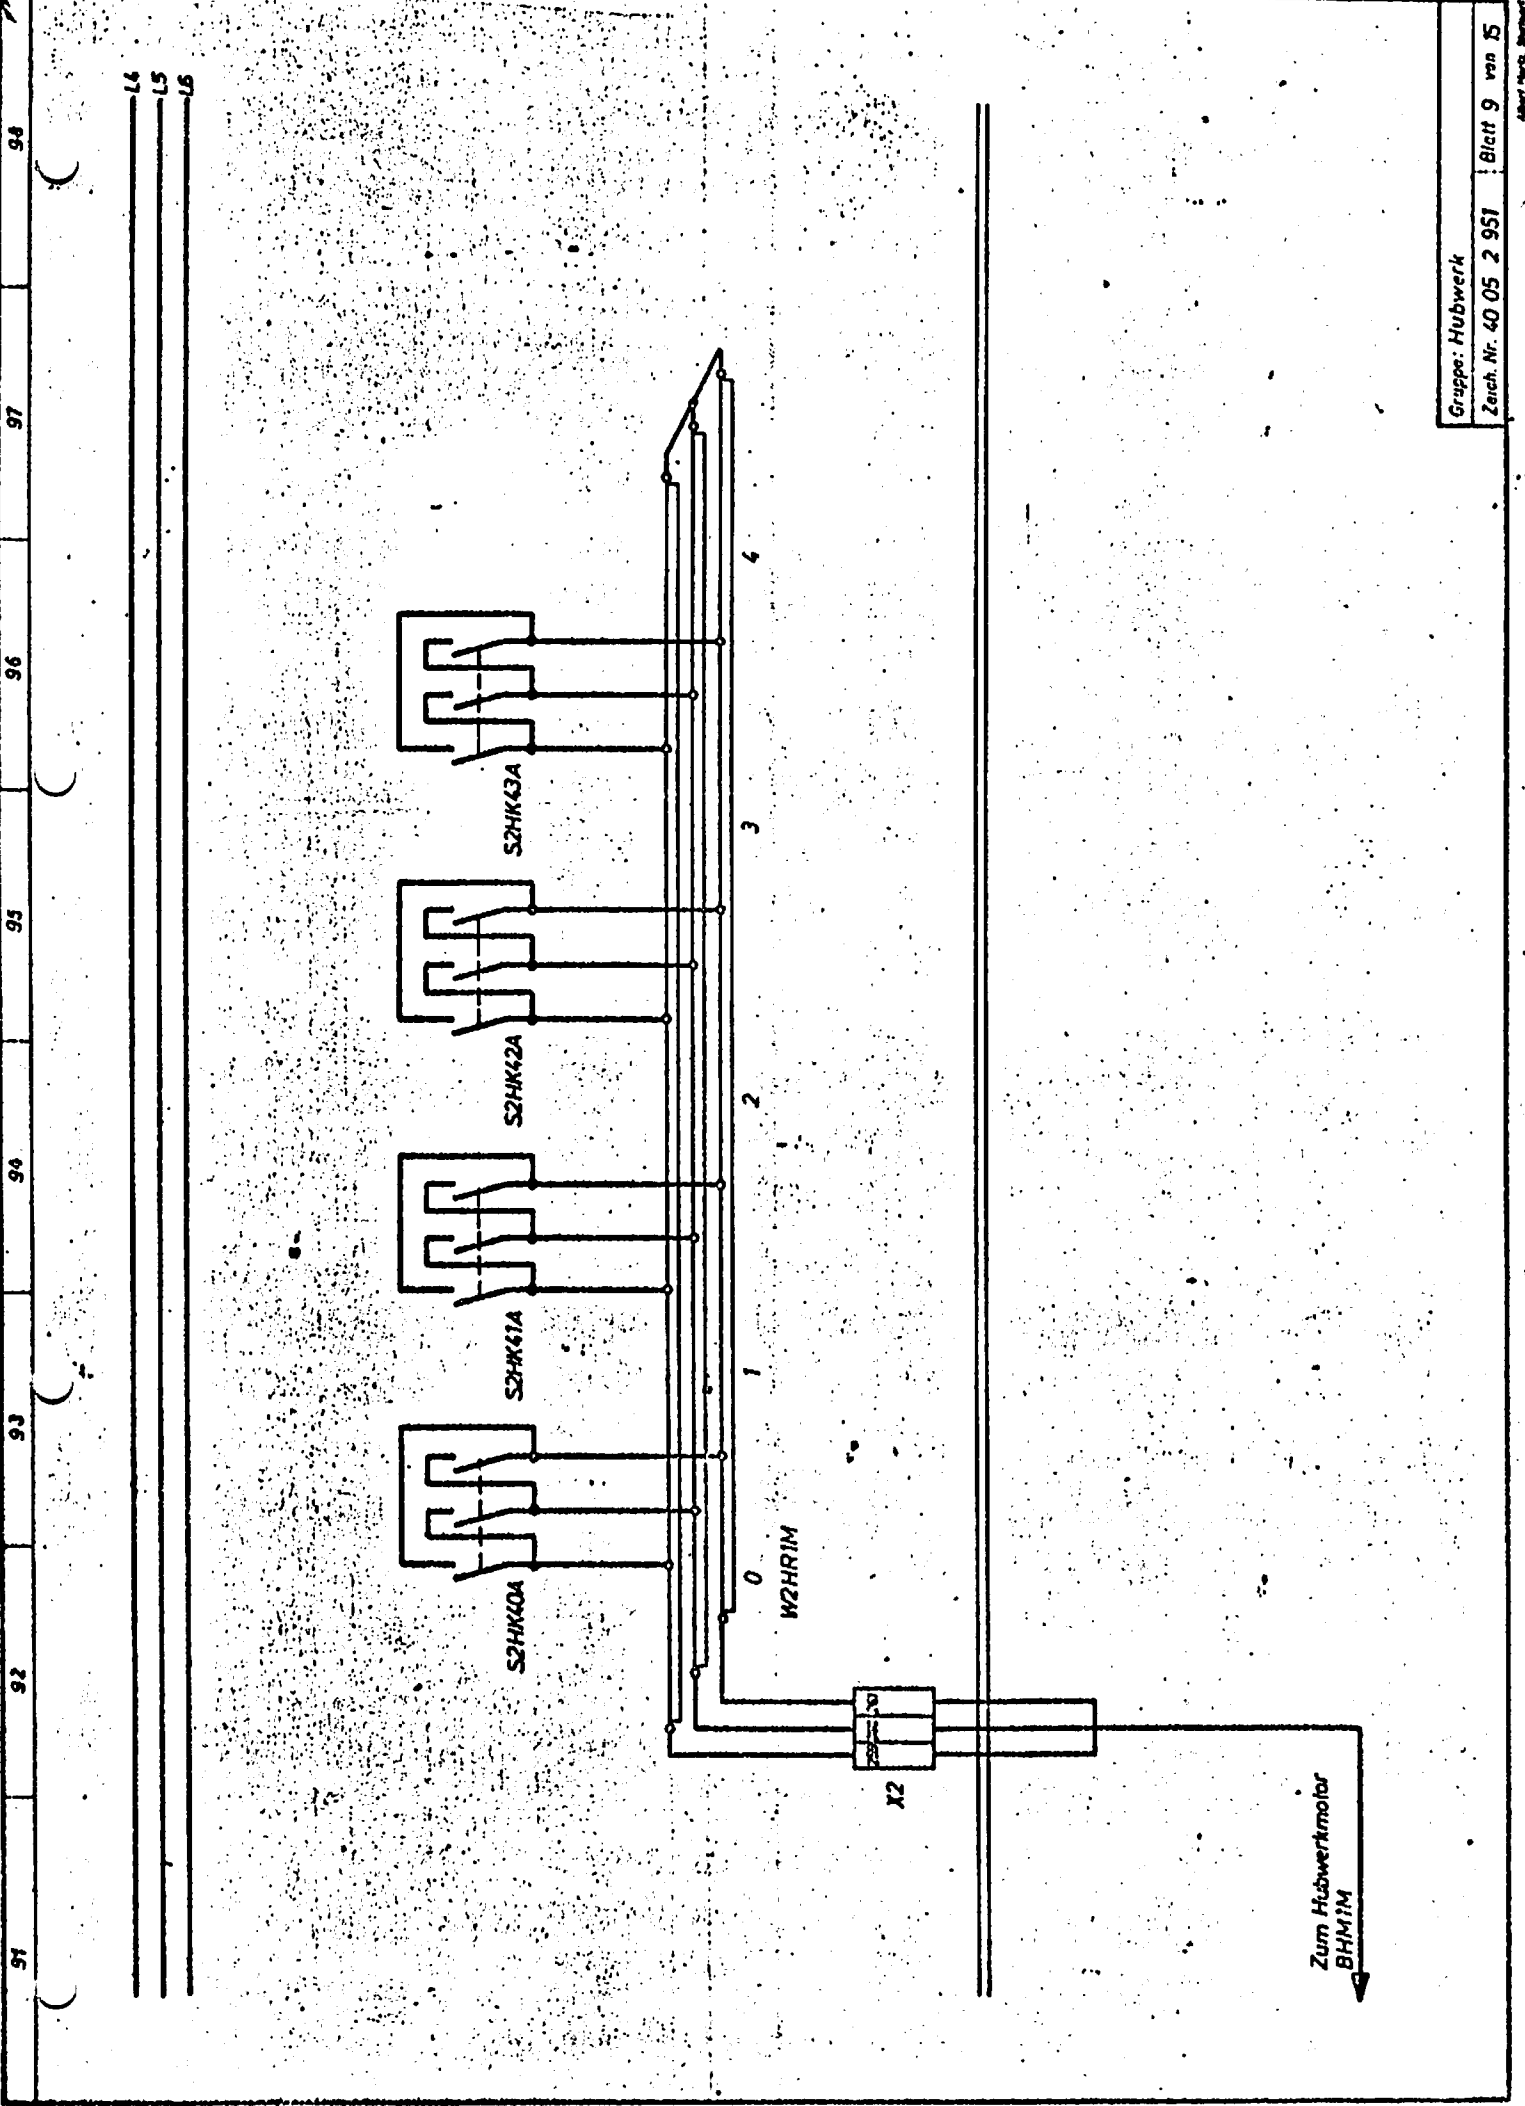 91 92 93 94 95 96 97 98
L4
L5
L6
S2HK40A S2HK41A S2HK42A S2HK43A
0 1 2 3 4
W2HR1M
X2
Zum Hubwerkmotor
BHM1M
Gruppe: Hubwerk
Zeich. Nr. 40 05 2 951 Blatt 9 von 15